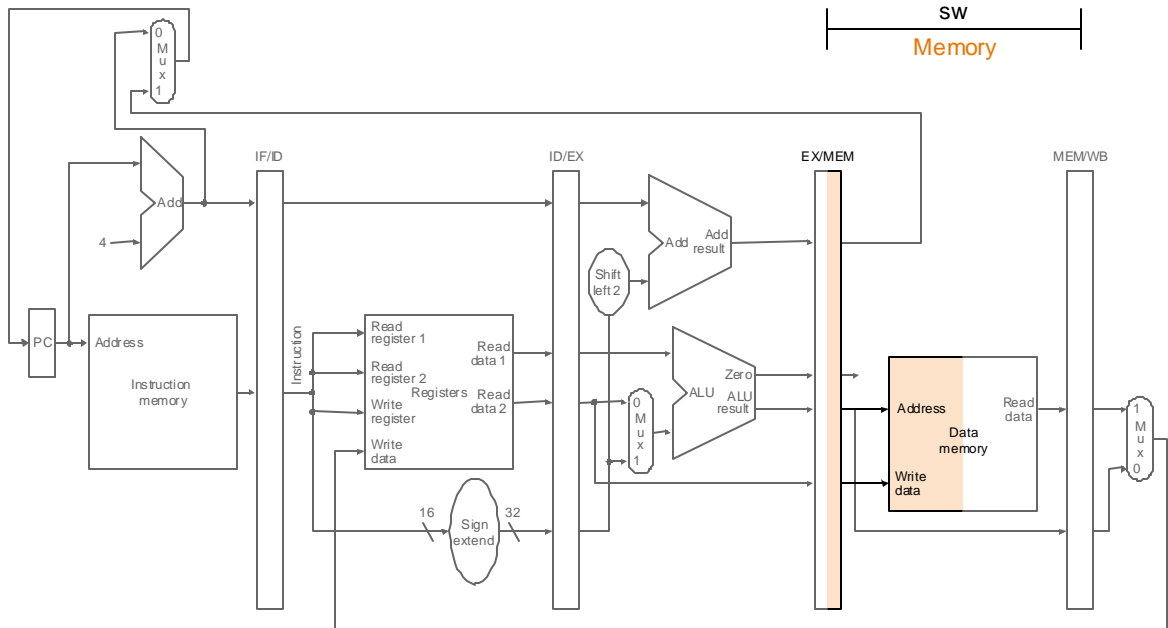 SW
Memory
0
M
u
x
1
IF/ID
ID/EX
EX/MEM
MEM/WB
Add
4
Add
Add
result
Shift
left 2
PC
Address
Instruction
memory
Instruction
Read
register 1
Read
register 2
Write
register
Write
data
Registers
Read
data 1
Read
data 2
0
M
u
x
1
Zero
ALU
ALU
result
Address
Write
data
Data
memory
Read
data
1
M
u
x
0
16
Sign
extend
32